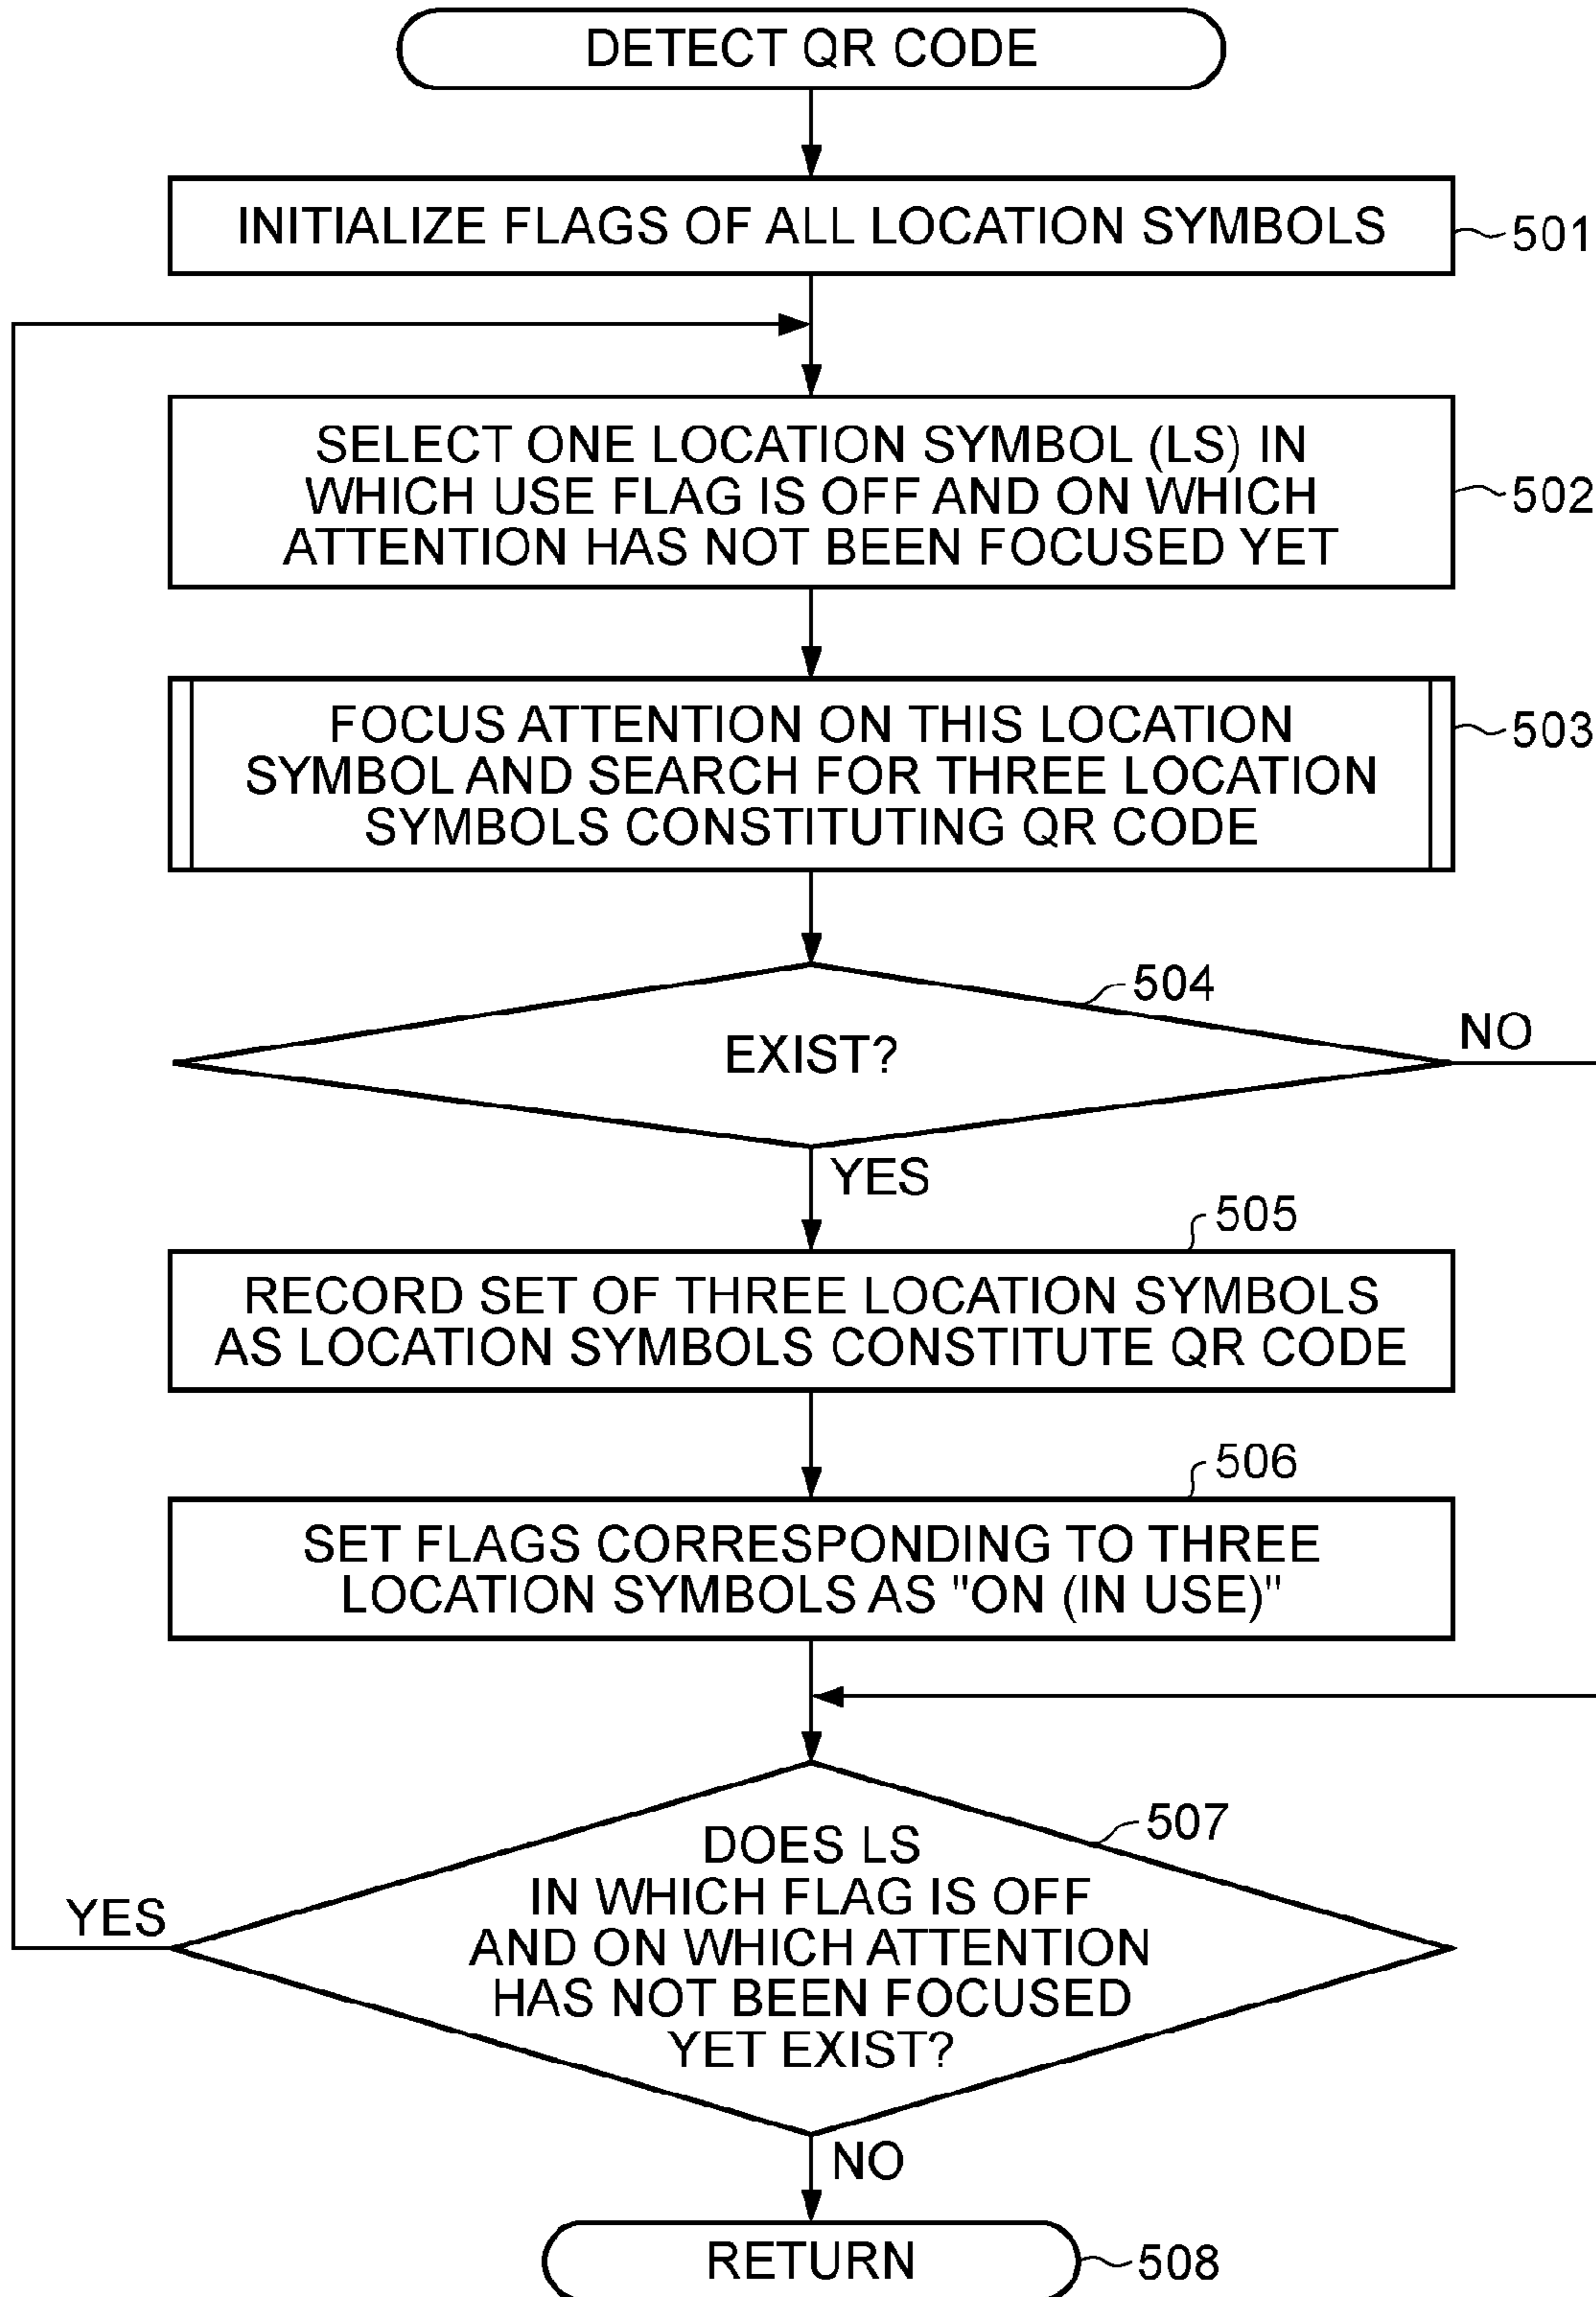 DETECT QR CODE
INITIALIZE FLAGS OF ALL LOCATION SYMBOLS
501
SELECT ONE LOCATION SYMBOL (LS) IN
WHICH USE FLAG IS OFF AND ON WHICH
ATTENTION HAS NOT BEEN FOCUSED YET
502
FOCUS ATTENTION ON THIS LOCATION
SYMBOL AND SEARCH FOR THREE LOCATION
SYMBOLS CONSTITUTING QR CODE
503
504
EXIST?
NO
YES
505
RECORD SET OF THREE LOCATION SYMBOLS
AS LOCATION SYMBOLS CONSTITUTE QR CODE
506
SET FLAGS CORRESPONDING TO THREE
LOCATION SYMBOLS AS "ON (IN USE)"
507
DOES LS
IN WHICH FLAG IS OFF
AND ON WHICH ATTENTION
HAS NOT BEEN FOCUSED
YET EXIST?
YES
NO
RETURN
508